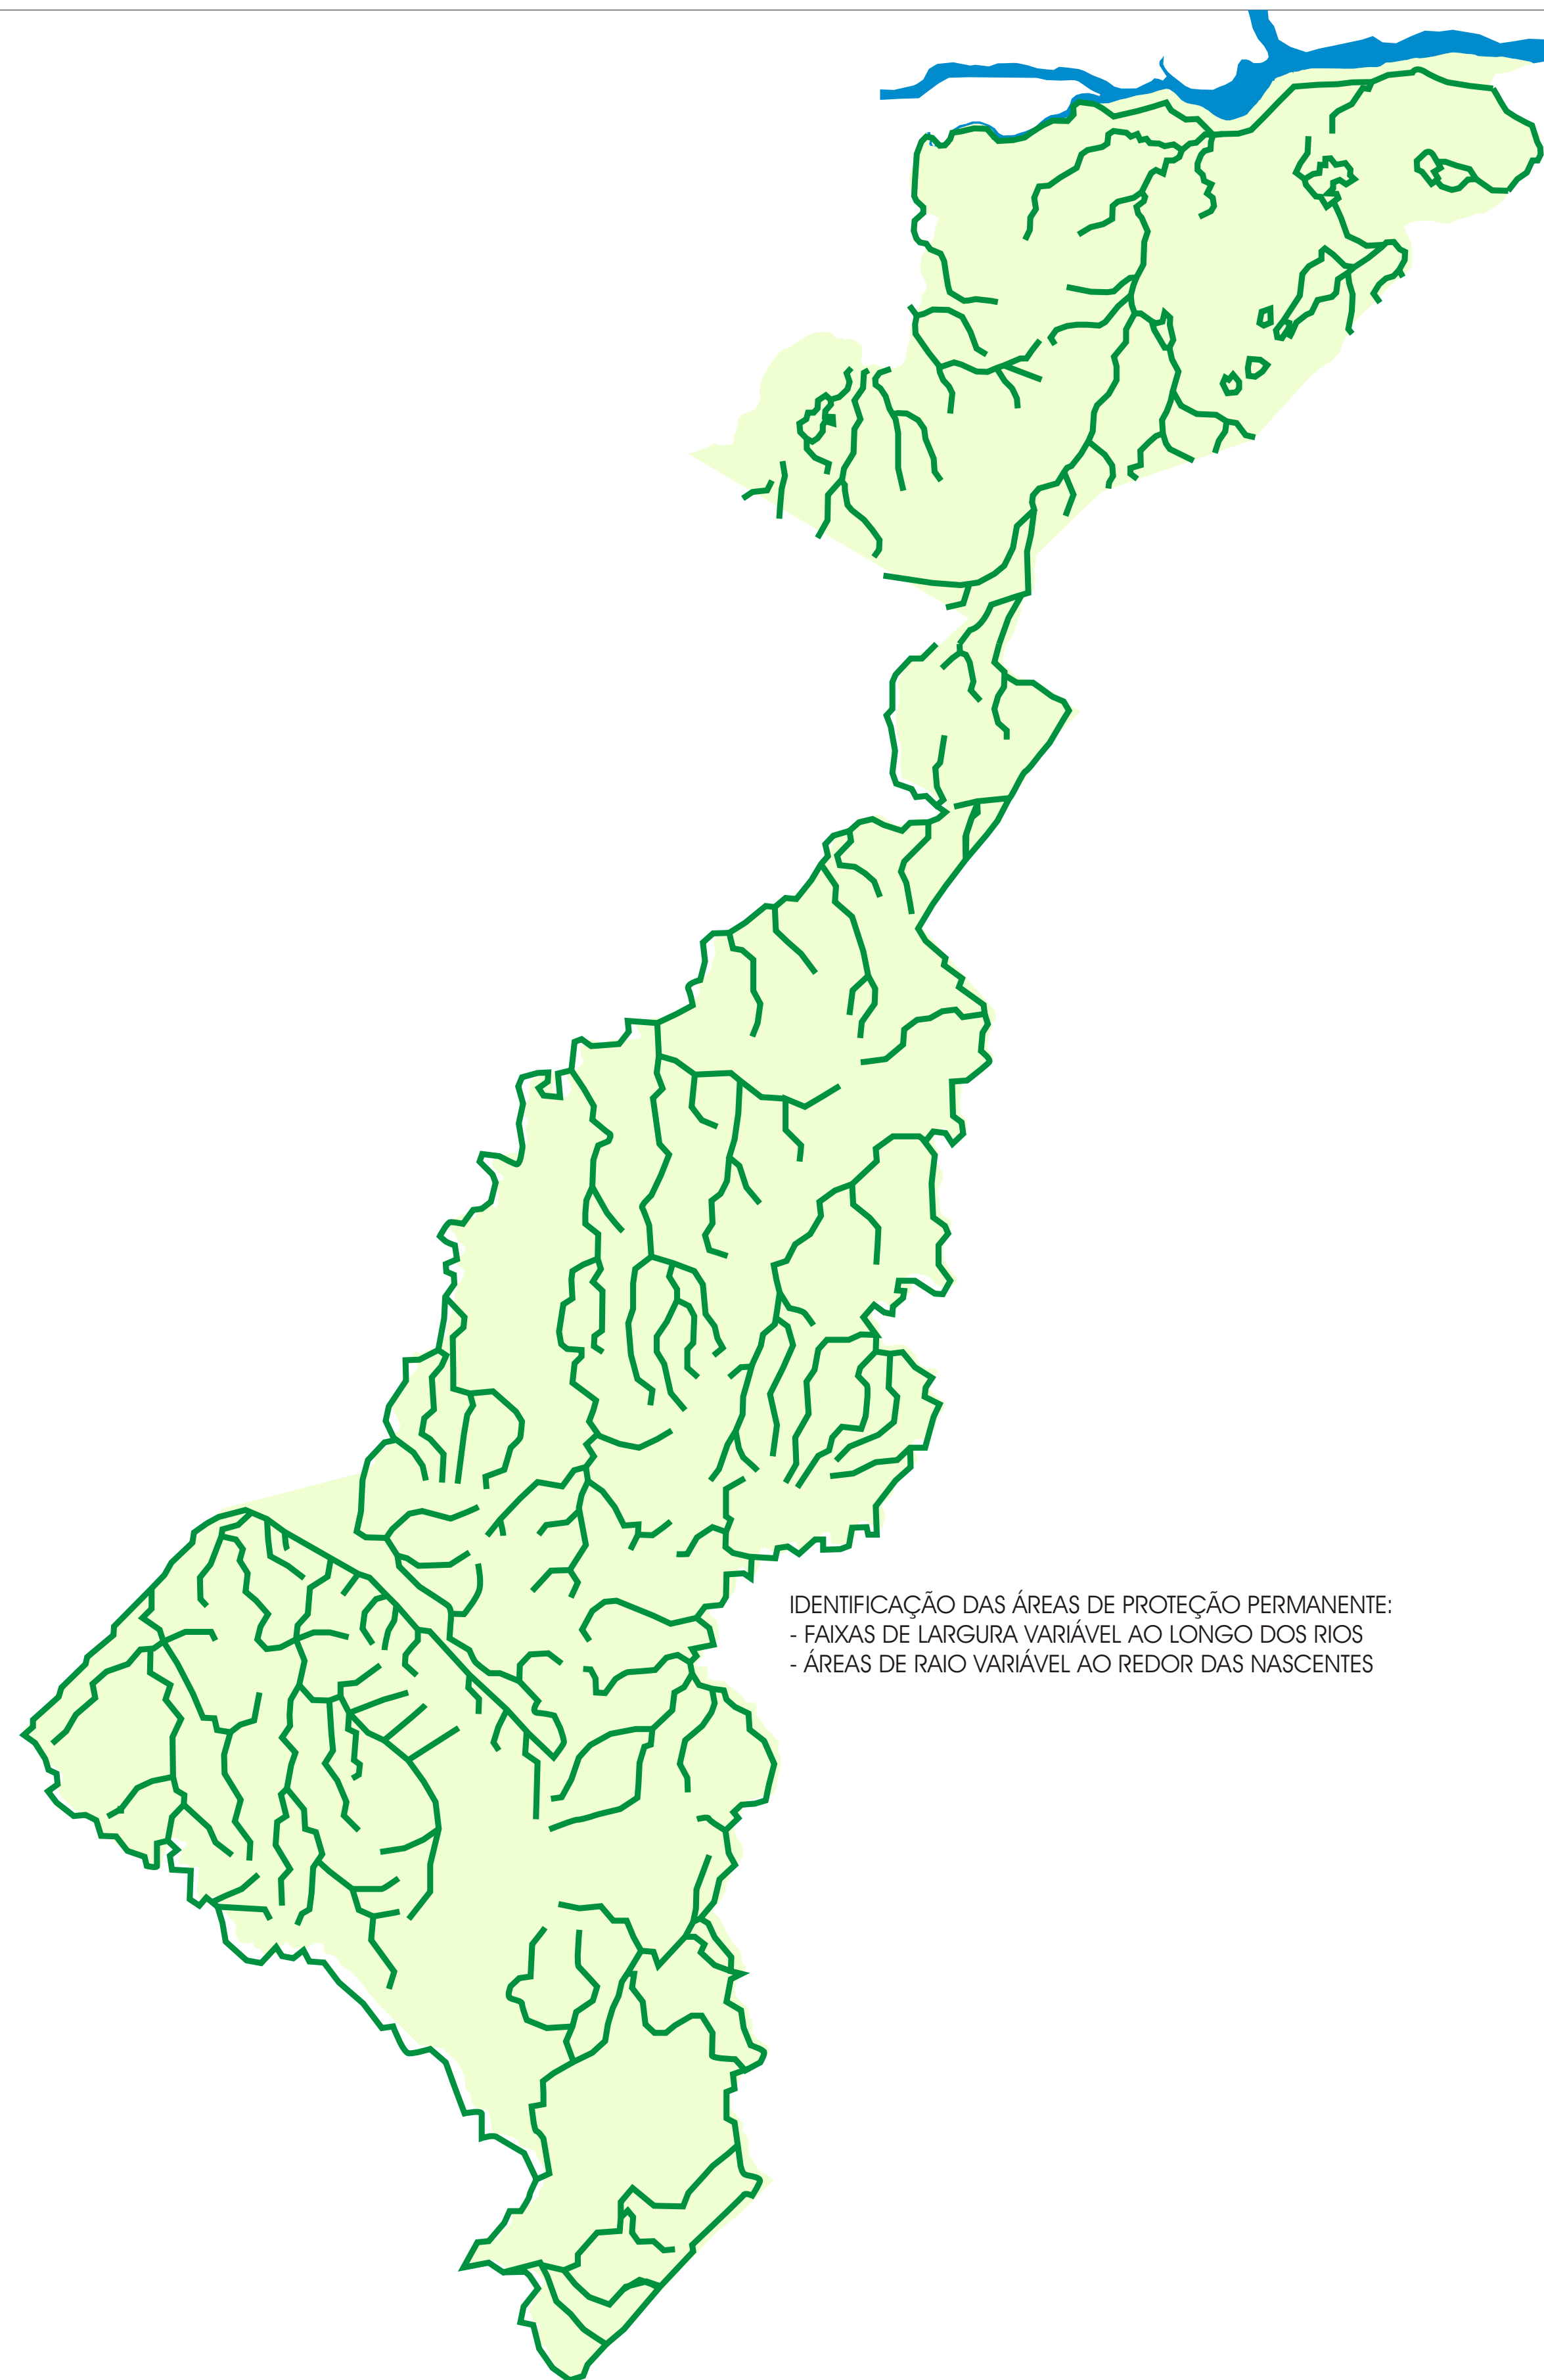 IDENTIFICAÇÃO DAS ÁREAS DE PROTEÇÃO PERMANENTE:
- FAIXAS DE LARGURA VARIÁVEL AO LONGO DOS RIOS
- ÁREAS DE RAIO VARIÁVEL AO REDOR DAS NASCENTES